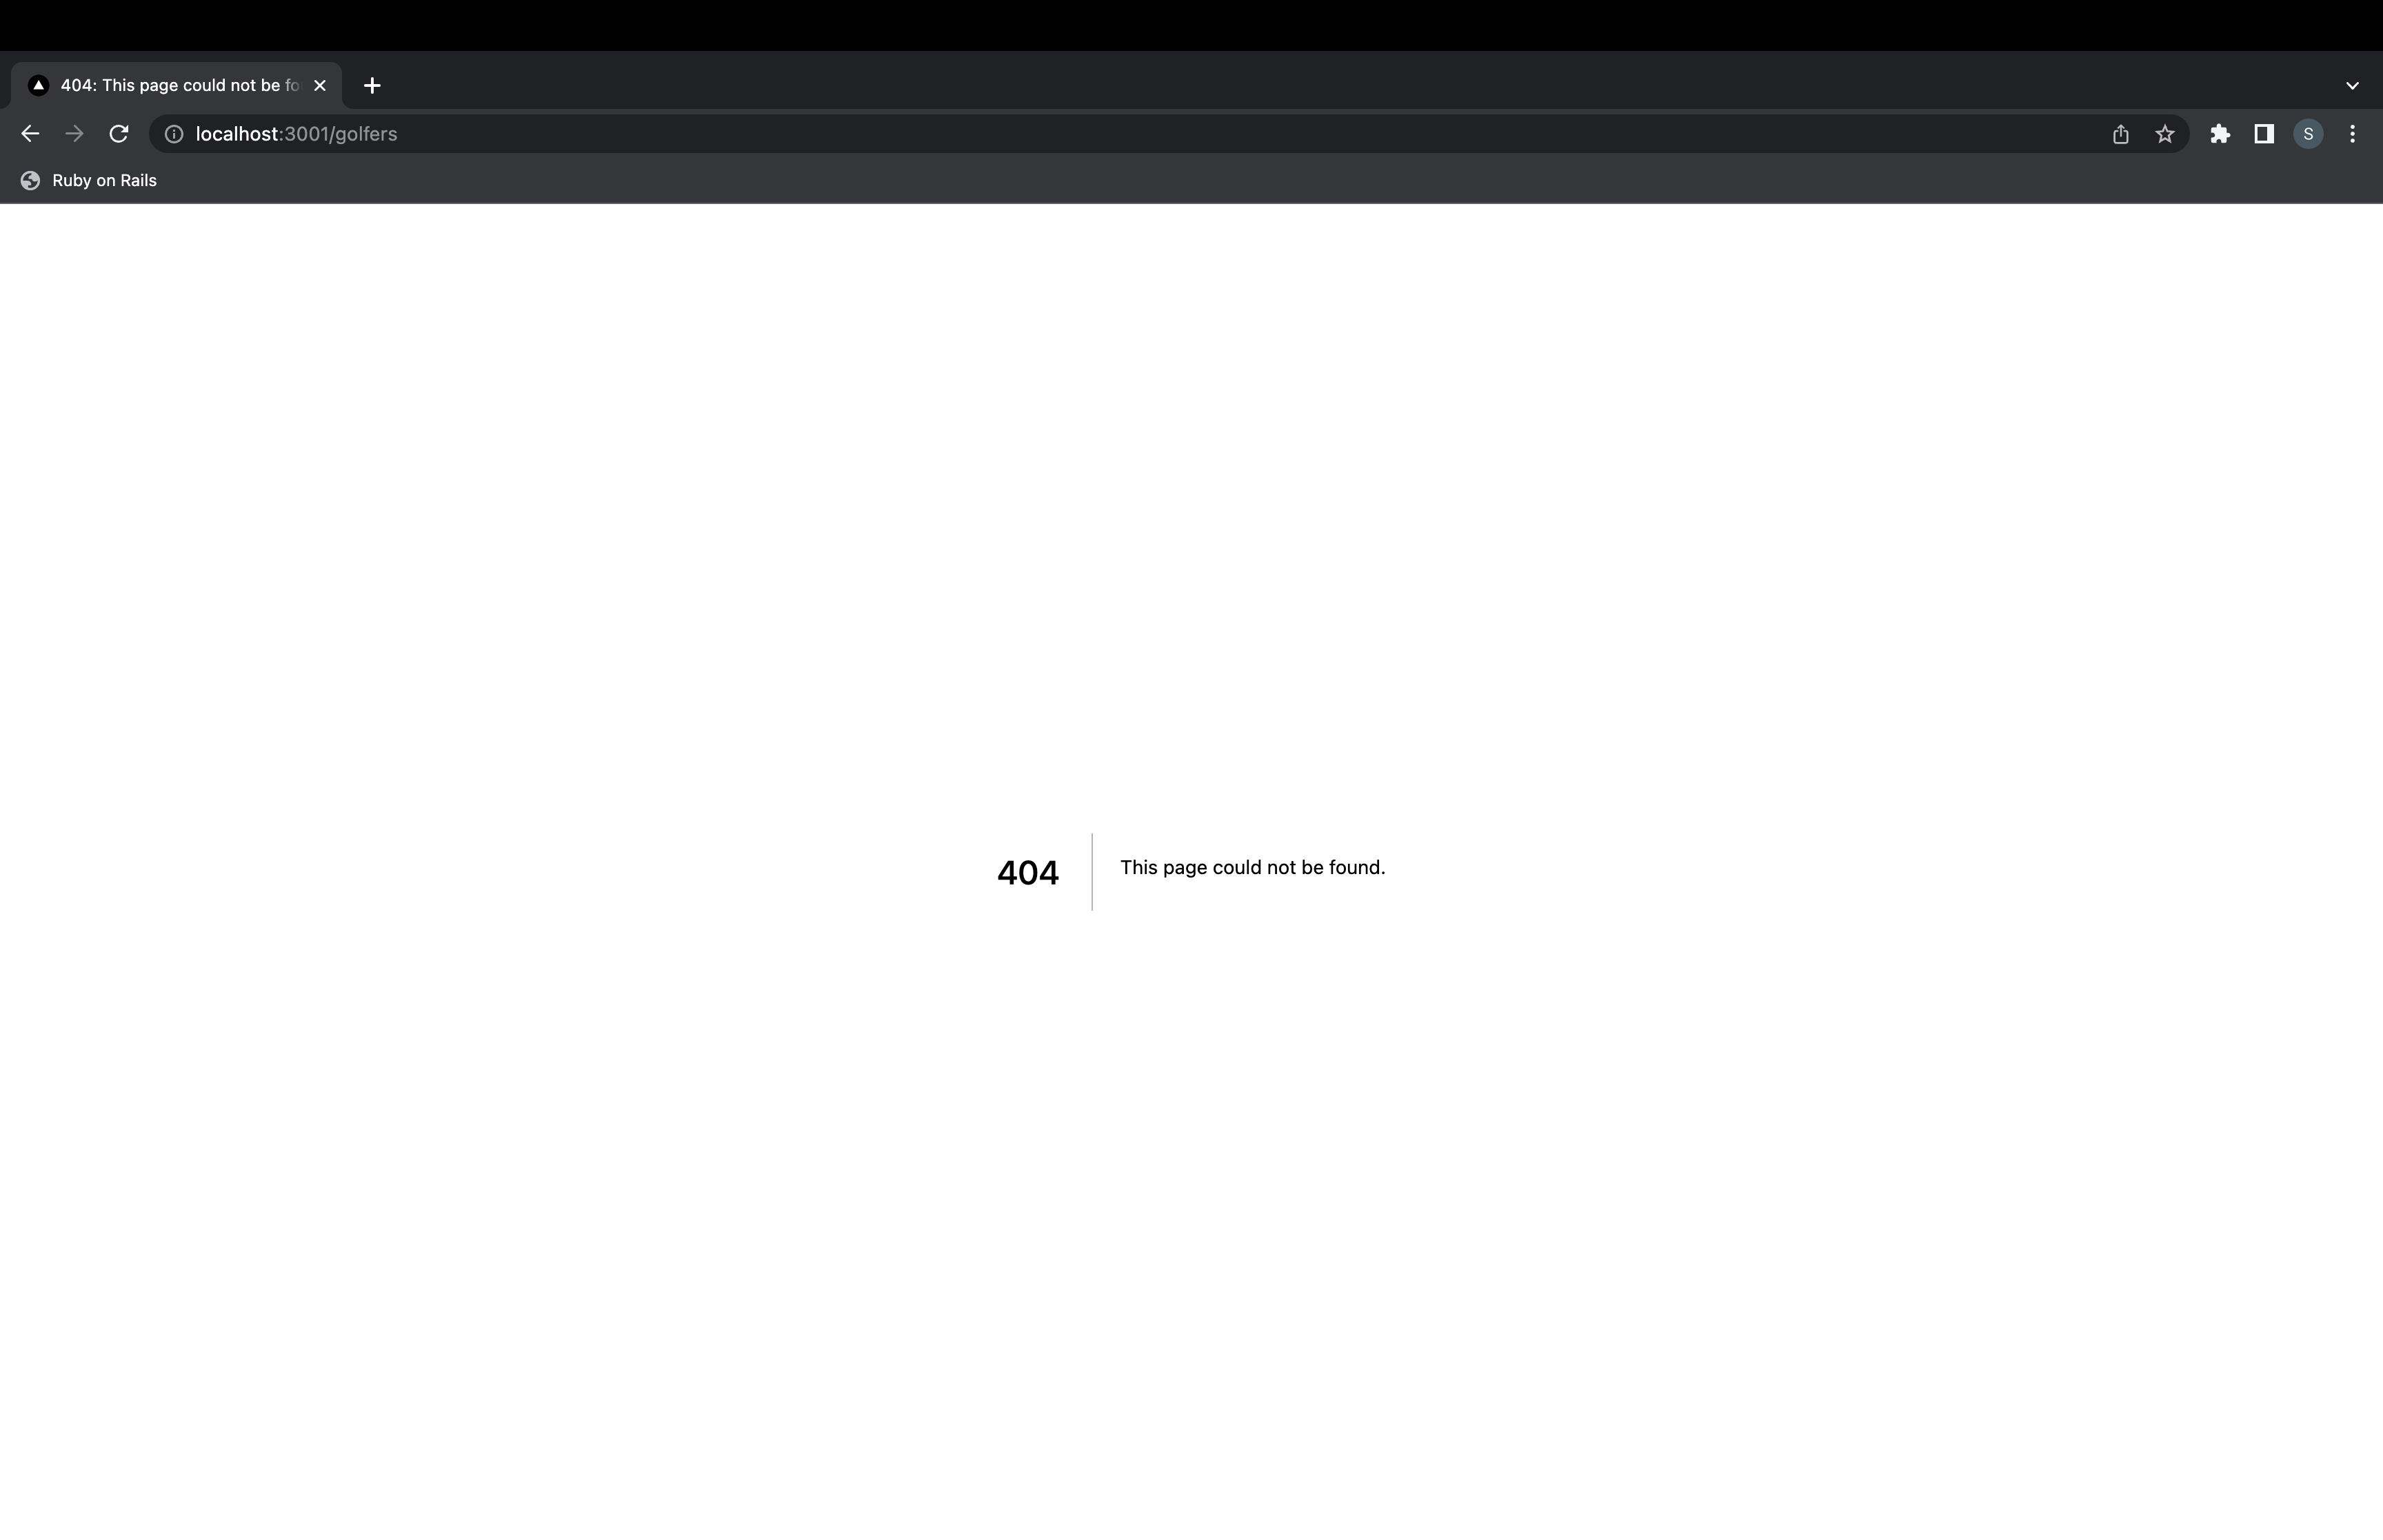 404: This page could not be fo
localhost:3001/golfers
S
Ruby on Rails
404
This page could not be found.